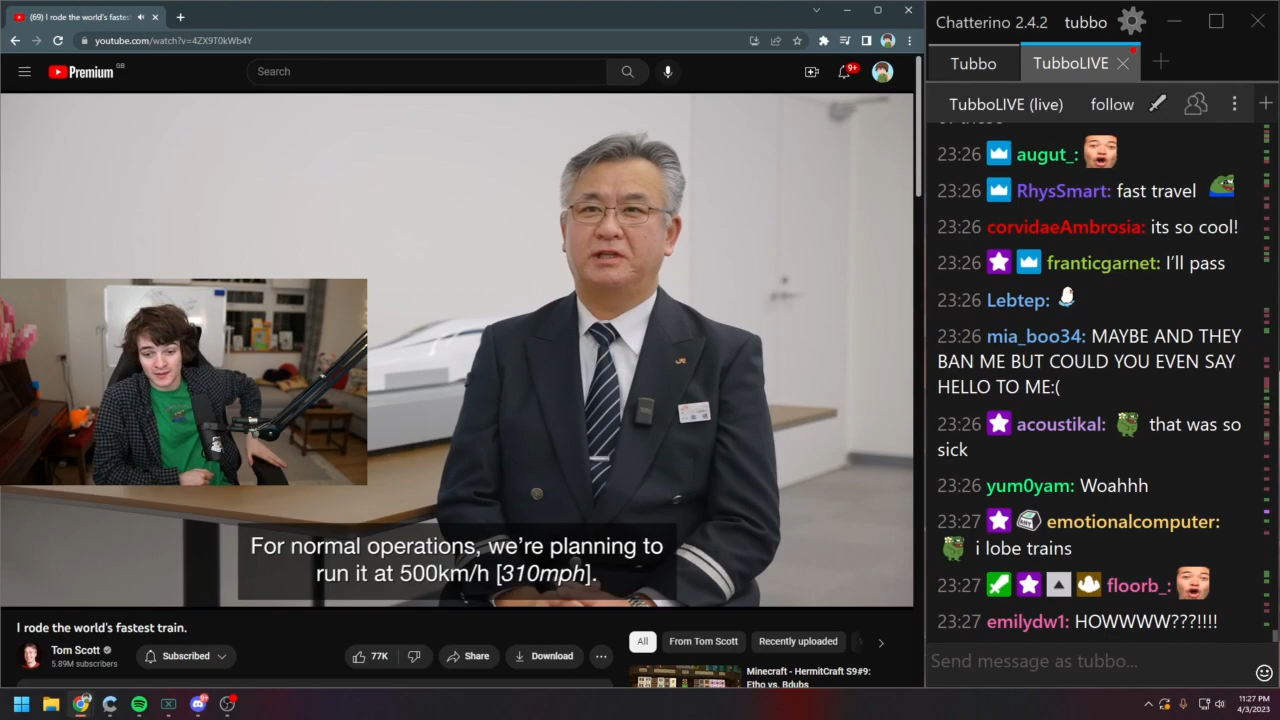 (69) I rode the world's fastes
youtube.com/watch?v=4ZX9T0kWb4Y
Premium GB
Search
9+
For normal operations, we're planning to
run it at 500km/h [310mph].
I rode the world's fastest train.
Tom Scott
5.89M subscribers
Subscribed
77K
Share
Download
All
From Tom Scott
Recently uploaded
Minecraft - HermitCraft S9#9:
Etho vs. Bdubs
Chatterino 2.4.2
tubbo
Tubbo
TubboLIVE
TubboLIVE (live)
follow
23:26 augut_:
23:26 RhysSmart: fast travel
23:26 corvidaeAmbrosia: its so cool!
23:26 franticgarnet: I'll pass
23:26 Lebtep:
23:26 mia_boo34: MAYBE AND THEY
BAN ME BUT COULD YOU EVEN SAY
HELLO TO ME:(
23:26 acoustikal: that was so
sick
23:26 yum0yam: Woahhh
23:27 emotionalcomputer:
i lobe trains
23:27 floorb_:
23:27 emilydw1: HOWWWW???!!!!
Send message as tubbo...
11:27 PM
4/3/2023